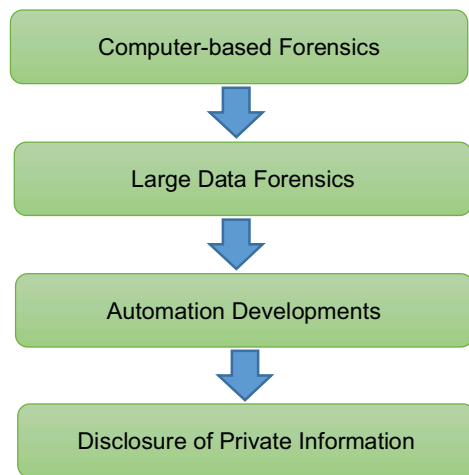 Computer-based Forensics
Large Data Forensics
Automation Developments
Disclosure of Private Information